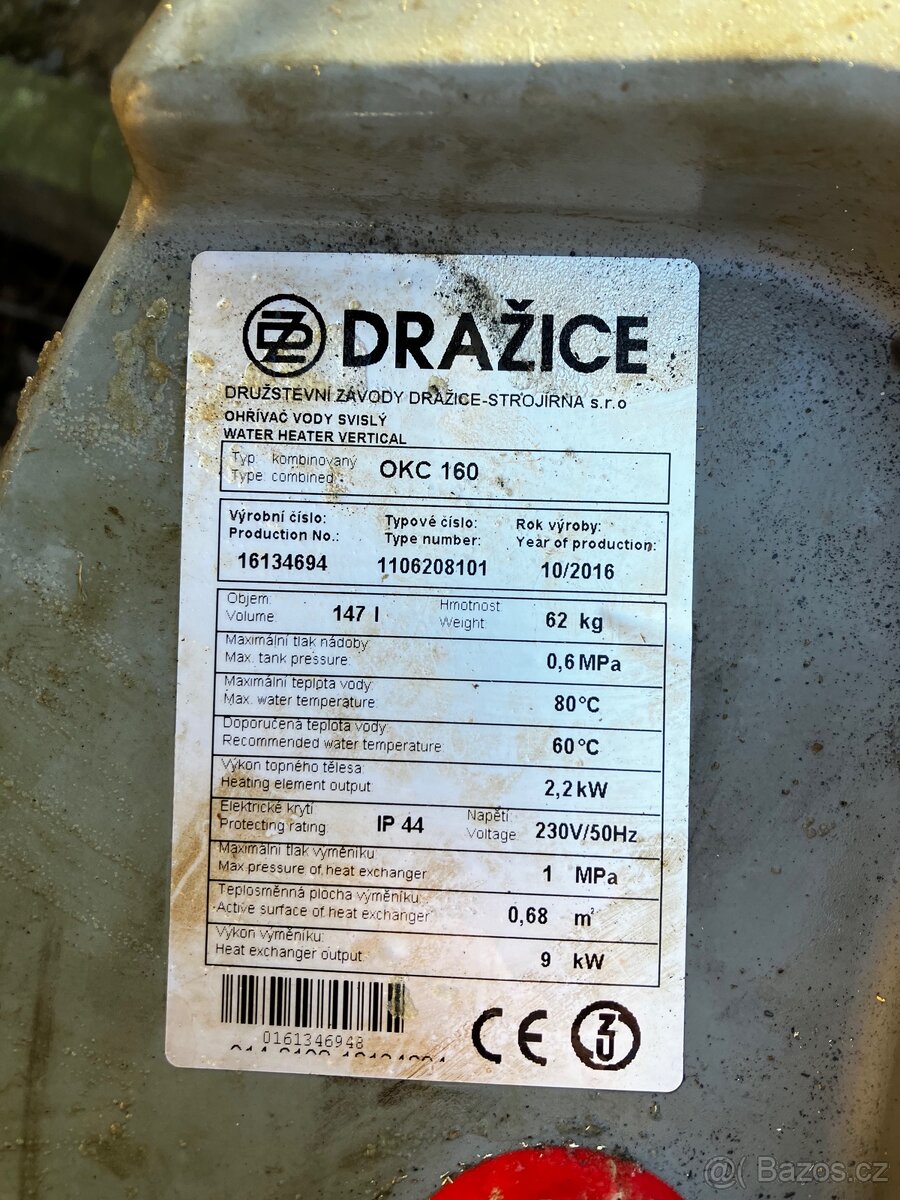 DRAŽICE
DRUŽSTEVNÍ ZÁVODY DRAŽICE-STROJÍRNA s.r.o
OHŘÍVAČ VODY SVISLÝ
WATER HEATER VERTICAL
Typ kombinovaný
Type combined: OKC 160
Výrobní číslo: Typové číslo: Rok výroby:
Production No.: Type number: Year of production:
16134694 1106208101 10/2016
Objem: Hmotnost
Volume: 147 l Weight 62 kg
Maximální tlak nádoby
Max. tank pressure 0,6 MPa
Maximální teplota vody
Max. water temperature 80°C
Doporučená teplota vody
Recommended water temperature 60°C
Výkon topného tělesa
Heating element output 2,2 kW
Elektrické krytí Napětí
Protecting rating IP 44 Voltage 230V/50Hz
Maximální tlak výměníku
Max pressure of heat exchanger 1 MPa
Teplosměnná plocha výměníku
Active surface of heat exchanger 0,68 m²
Výkon výměníku
Heat exchanger output 9 kW
0161346948
CE
@( Bazos.cz